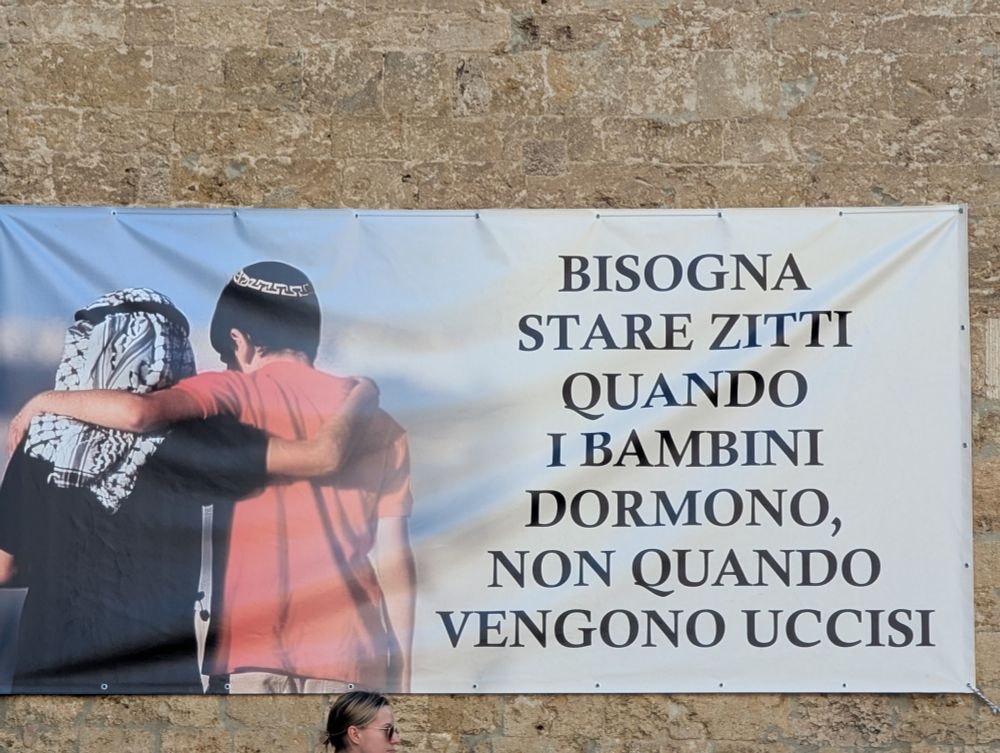 BISOGNA
STARE ZITTI
QUANDO
I BAMBINI
DORMONO,
NON QUANDO
VENGONO UCCISI